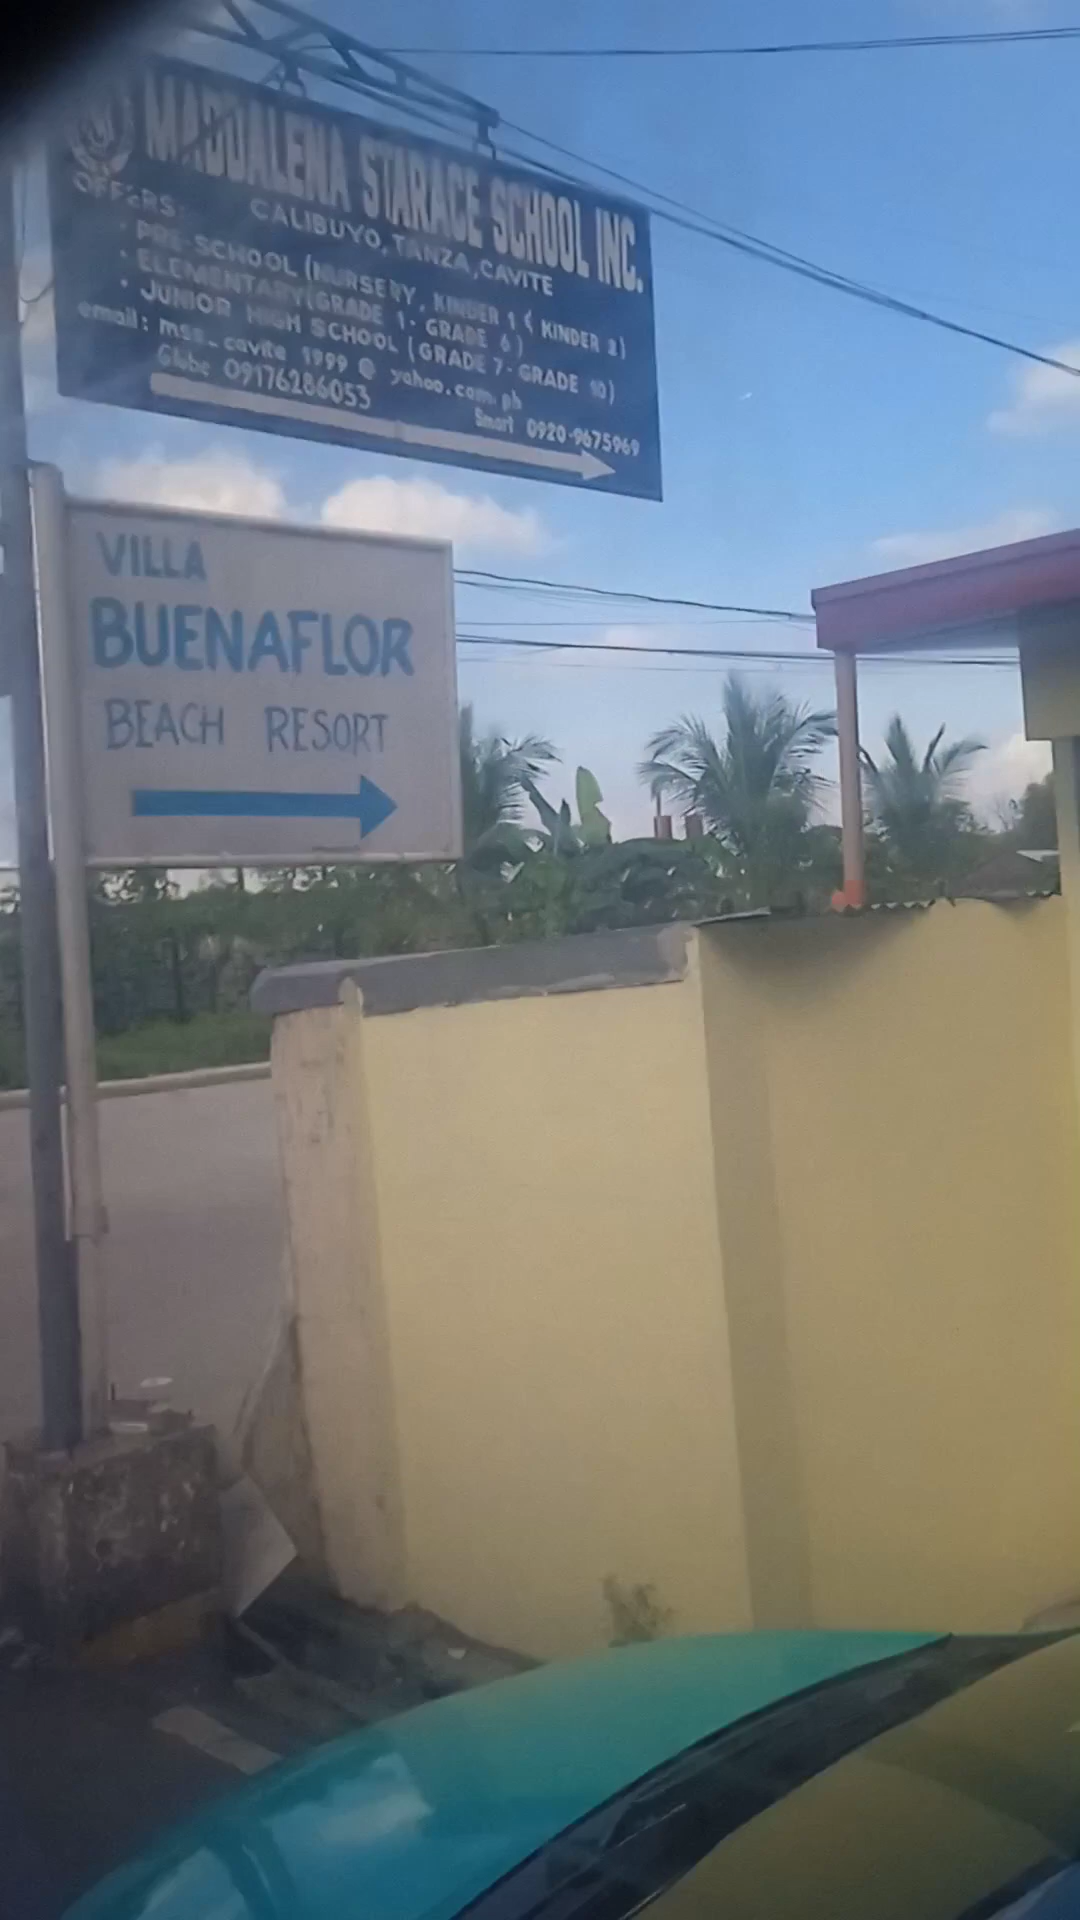 MADDALENA STARACE SCHOOL INC.
CALIBUYO, TANZA, CAVITE
OFFERS:
• PRE-SCHOOL (NURSERY, KINDER 1 & KINDER 2)
• ELEMENTARY (GRADE 1- GRADE 6)
• JUNIOR HIGH SCHOOL (GRADE 7- GRADE 10)
email: mss_cavite 1999 @ yahoo.com.ph
Globe 09176286053
Smart 0920-9675969
VILLA
BUENAFLOR
BEACH RESORT